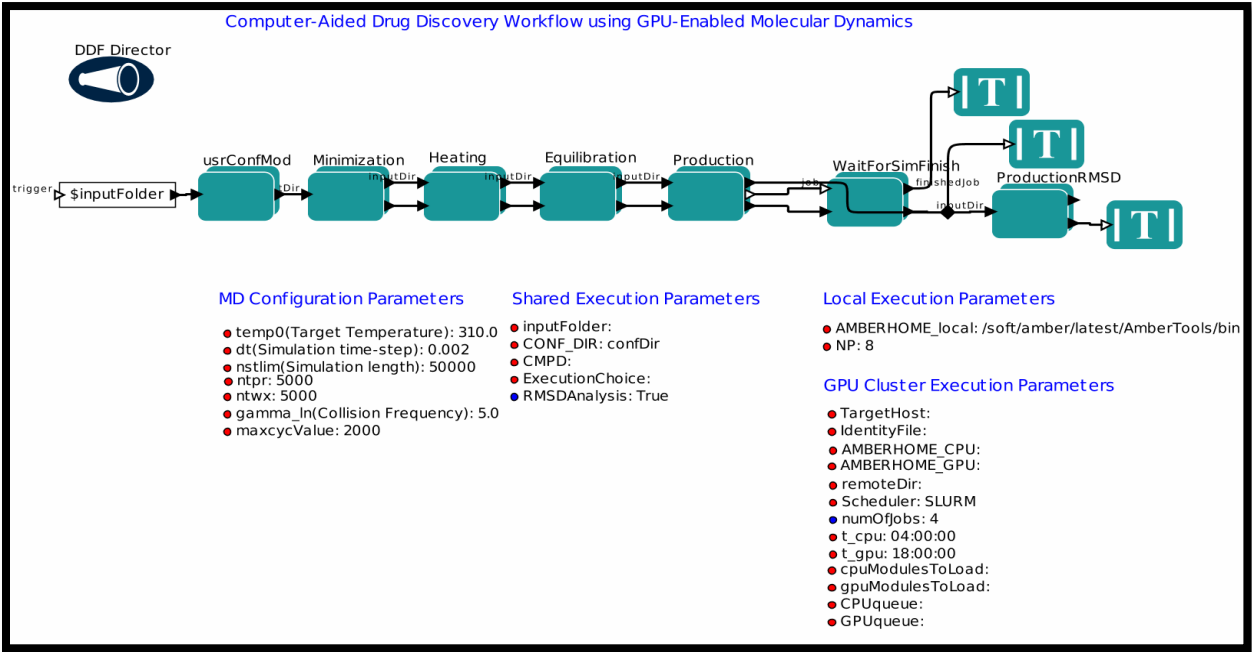 Computer-Aided Drug Discovery Workflow using GPU-Enabled Molecular Dynamics
DDF Director
trigger
$inputFolder
usrConfMod
tDir
Minimization
inputDir
Heating
inputDir
Equilibration
inputDir
Production
WaitForSimFinish
job
finishedJob
inputDir
ProductionRMSD
T
T
T
MD Configuration Parameters
temp0(Target Temperature): 310.0
dt(Simulation time-step): 0.002
nstlim(Simulation length): 50000
ntpr: 5000
ntwx: 5000
gamma_ln(Collision Frequency): 5.0
maxcycValue: 2000
Shared Execution Parameters
inputFolder:
CONF_DIR: confDir
CMPD:
ExecutionChoice:
RMSDAnalysis: True
Local Execution Parameters
AMBERHOME_local: /soft/amber/latest/AmberTools/bin
NP: 8
GPU Cluster Execution Parameters
TargetHost:
IdentityFile:
AMBERHOME_CPU:
AMBERHOME_GPU:
remoteDir:
Scheduler: SLURM
numOfJobs: 4
t_cpu: 04:00:00
t_gpu: 18:00:00
cpuModulesToLoad:
gpuModulesToLoad:
CPUqueue:
GPUqueue: